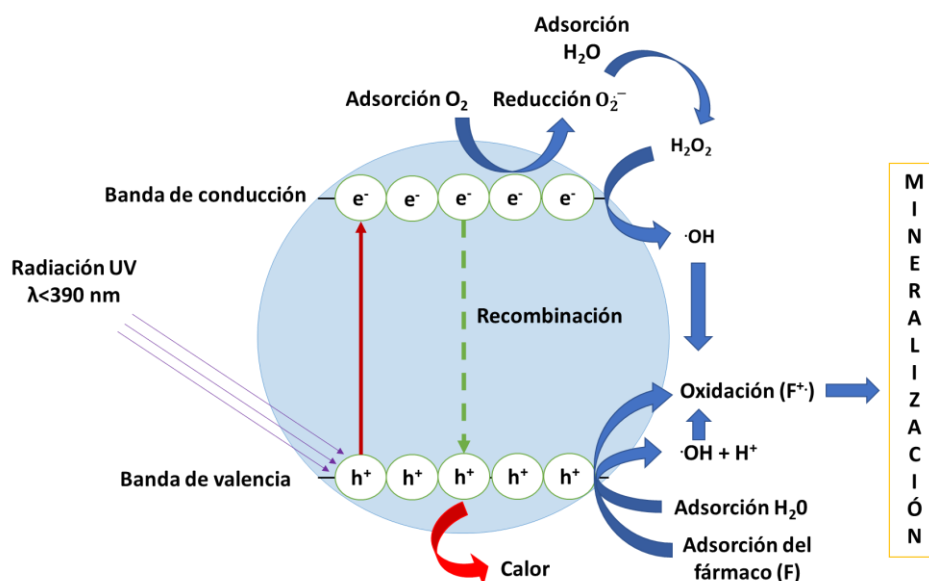 Adsorción
H₂O
Adsorción O₂
Reducción O₂·⁻
H₂O₂
Banda de conducción
e⁻ e⁻ e⁻ e⁻ e⁻
·OH
Radiación UV
λ<390 nm
Recombinación
Oxidación (F⁺·)
·OH + H⁺
Banda de valencia
h⁺ h⁺ h⁺ h⁺ h⁺
Adsorción H₂0
Adsorción del
fármaco (F)
Calor
M
I
N
E
R
A
L
I
Z
A
C
I
Ó
N